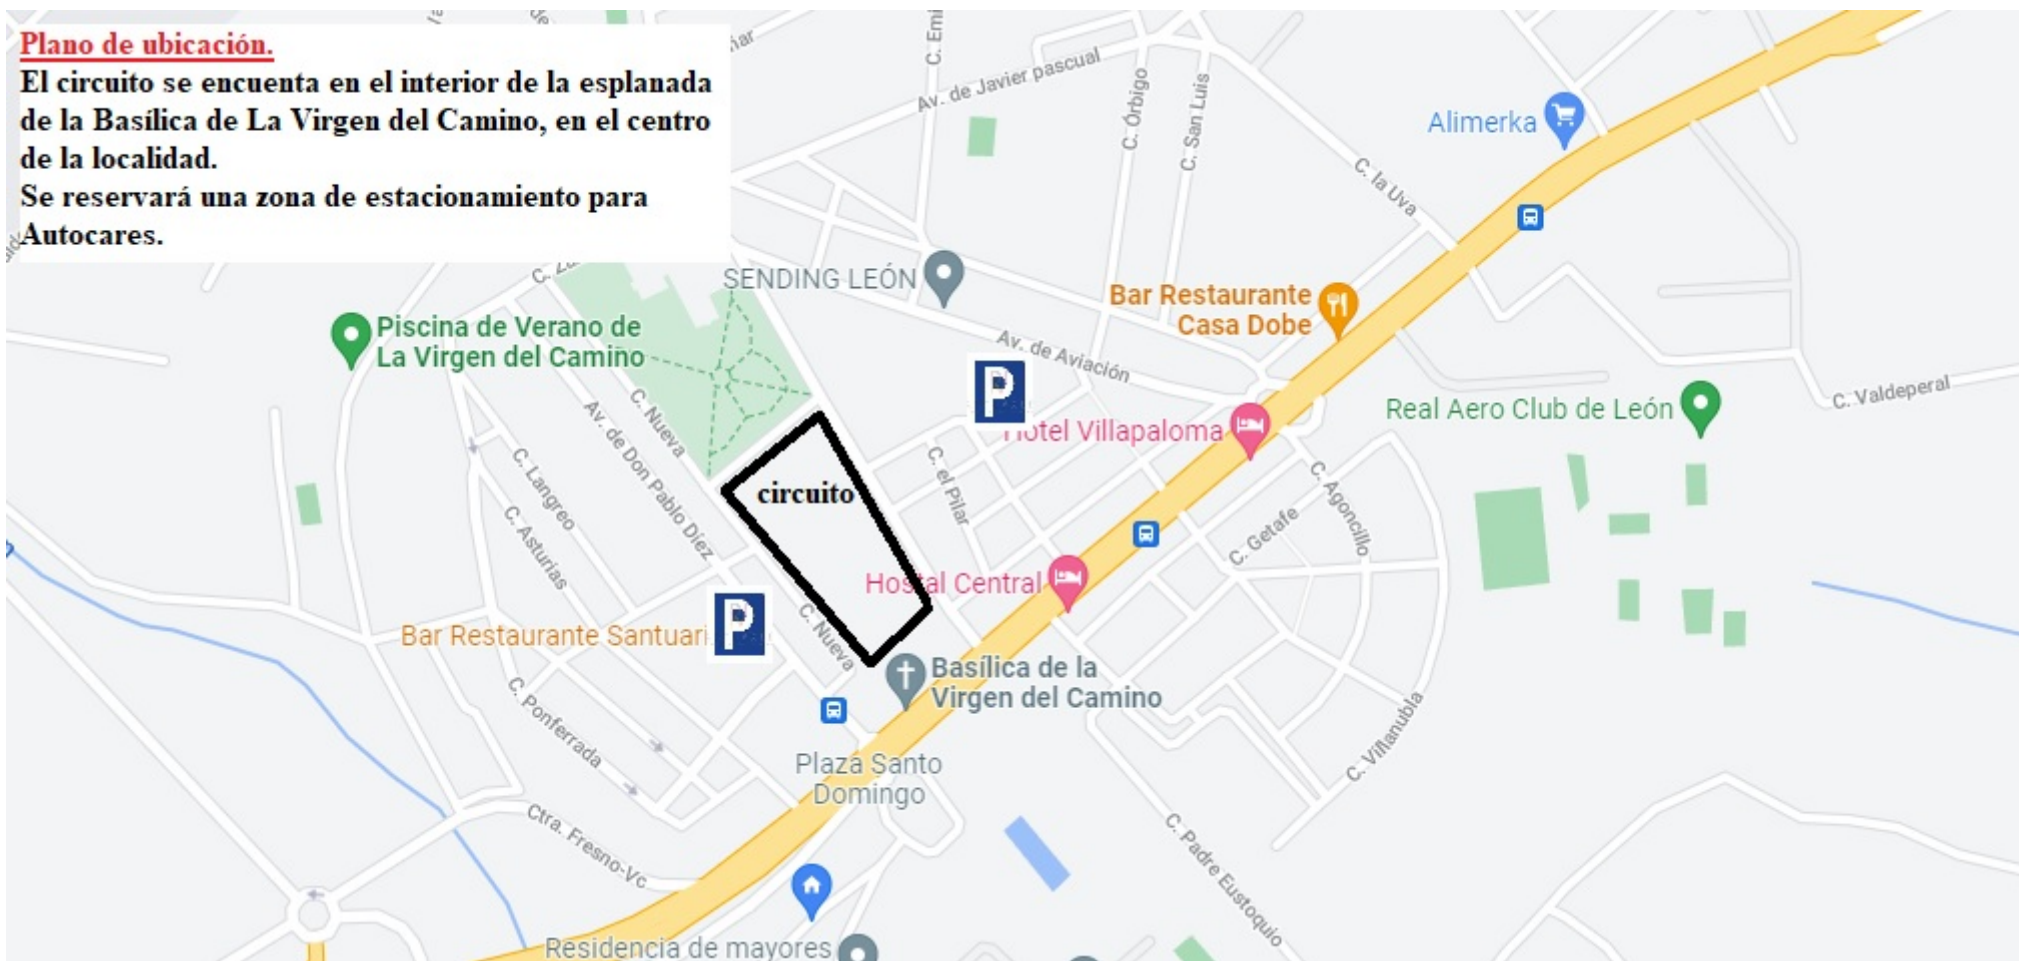 Plano de ubicación.
El circuito se encuenta en el interior de la esplanada
de la Basílica de La Virgen del Camino, en el centro
de la localidad.
Se reservará una zona de estacionamiento para
Autocares.
C. Emi
Av. de Javier pascual
C. Órbigo
C. San Luis
Alimerka
C. la Uva
SENDING LEÓN
Bar Restaurante
Casa Dobe
Piscina de Verano de
La Virgen del Camino
Av. de Aviación
P
Hotel Villapaloma
Real Aero Club de León
C. Valdeperal
C. Nueva
Av. de Don Pablo Díez
C. Langreo
C. Asturias
circuito
C. el Pilar
C. Agoncillo
C. Getafe
Hostal Central
P
Bar Restaurante Santuari
C. Nueva
Basílica de la
Virgen del Camino
C. Ponferrada
C. Villanubla
Plaza Santo
Domingo
Ctra. Fresno-Vc
C. Padre Eustoquio
Residencia de mayores